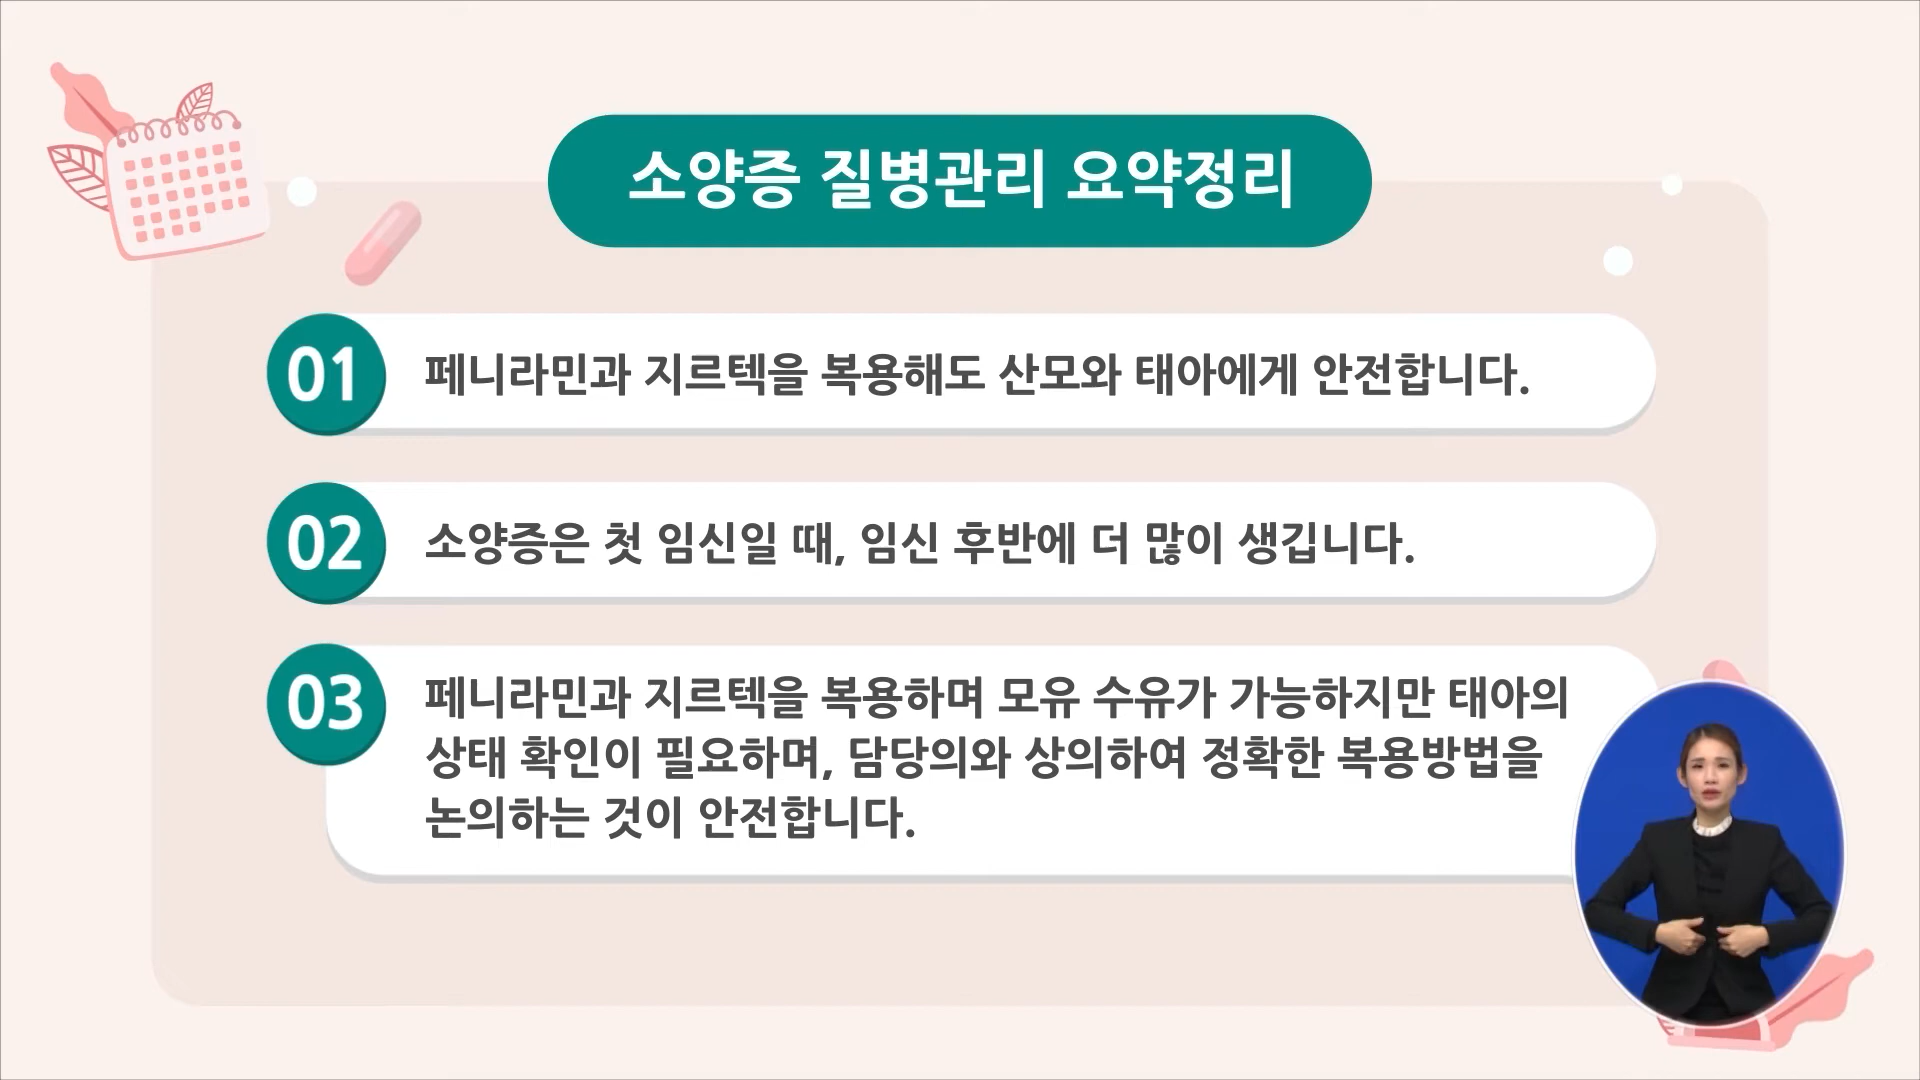 소양증 질병관리 요약정리
01
페니라민과 지르텍을 복용해도 산모와 태아에게 안전합니다.
02
소양증은 첫 임신일 때, 임신 후반에 더 많이 생깁니다.
03
페니라민과 지르텍을 복용하며 모유 수유가 가능하지만 태아의
상태 확인이 필요하며, 담당의와 상의하여 정확한 복용방법을
논의하는 것이 안전합니다.